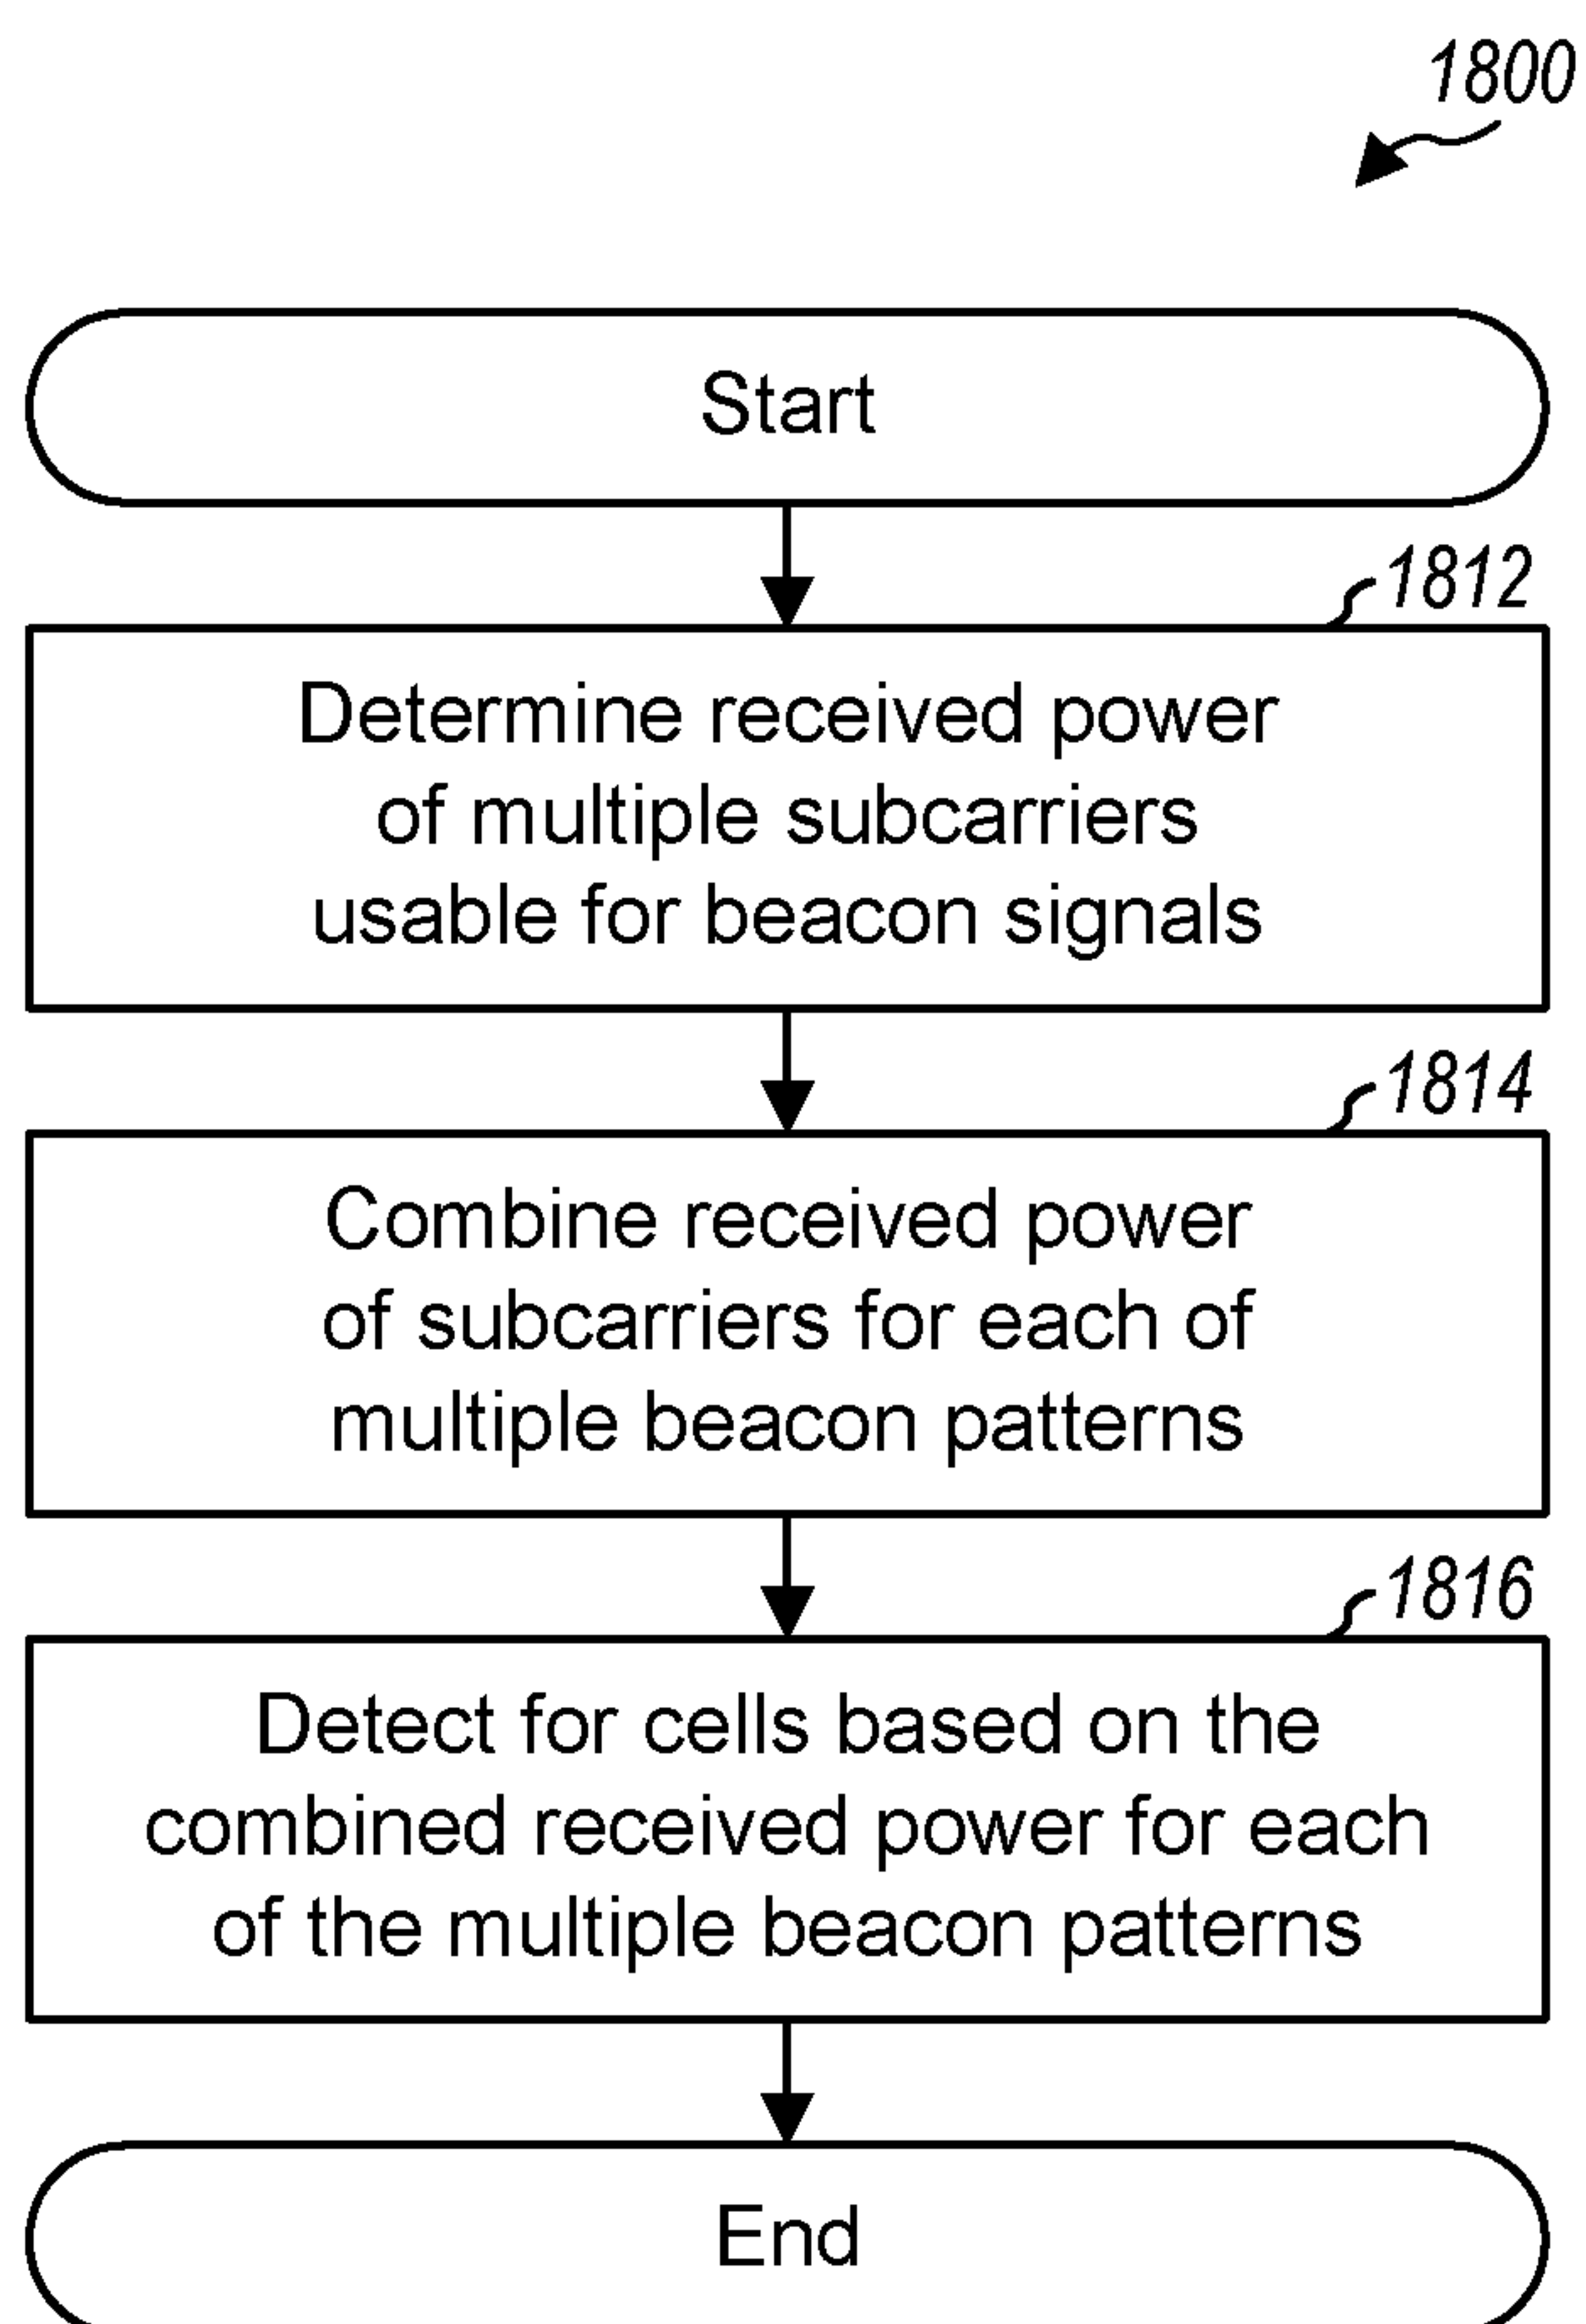 1800
Start
1812
Determine received power
of multiple subcarriers
usable for beacon signals
1814
Combine received power
of subcarriers for each of
multiple beacon patterns
1816
Detect for cells based on the
combined received power for each
of the multiple beacon patterns
End